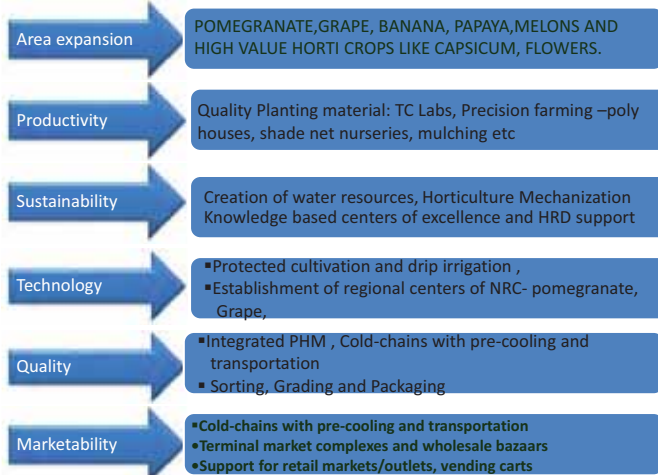 Area expansion
POMEGRANATE,GRAPE, BANANA, PAPAYA,MELONS AND
HIGH VALUE HORTI CROPS LIKE CAPSICUM, FLOWERS.
Productivity
Quality Planting material: TC Labs, Precision farming –poly
houses, shade net nurseries, mulching etc
Sustainability
Creation of water resources, Horticulture Mechanization
Knowledge based centers of excellence and HRD support
Technology
▪Protected cultivation and drip irrigation ,
▪Establishment of regional centers of NRC- pomegranate,
Grape,
Quality
▪Integrated PHM , Cold-chains with pre-cooling and
transportation
▪ Sorting, Grading and Packaging
Marketability
▪Cold-chains with pre-cooling and transportation
•Terminal market complexes and wholesale bazaars
•Support for retail markets/outlets, vending carts